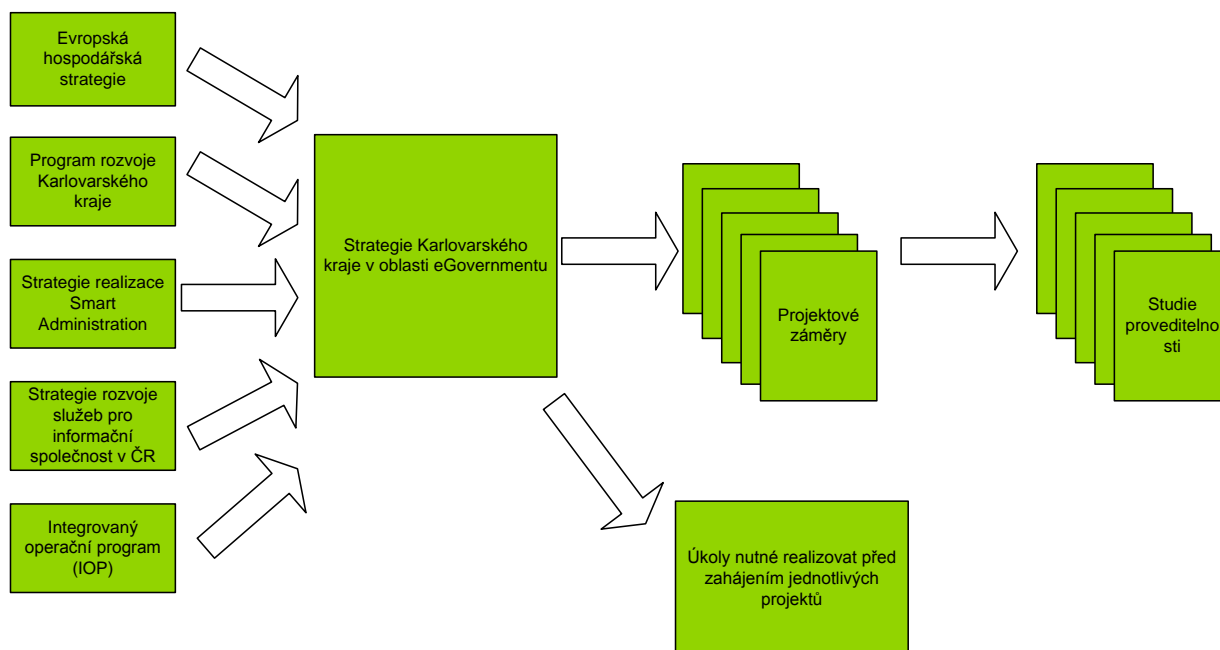 Evropská
hospodářská
strategie
Program rozvoje
Karlovarského
kraje
Strategie realizace
Smart
Administration
Strategie rozvoje
služeb pro
informační
společnost v ČR
Integrovaný
operační program
(IOP)
Strategie Karlovarského
kraje v oblasti eGovernmentu
Projektové
záměry
Studie
proveditelno
sti
Úkoly nutné realizovat před
zahájením jednotlivých
projektů